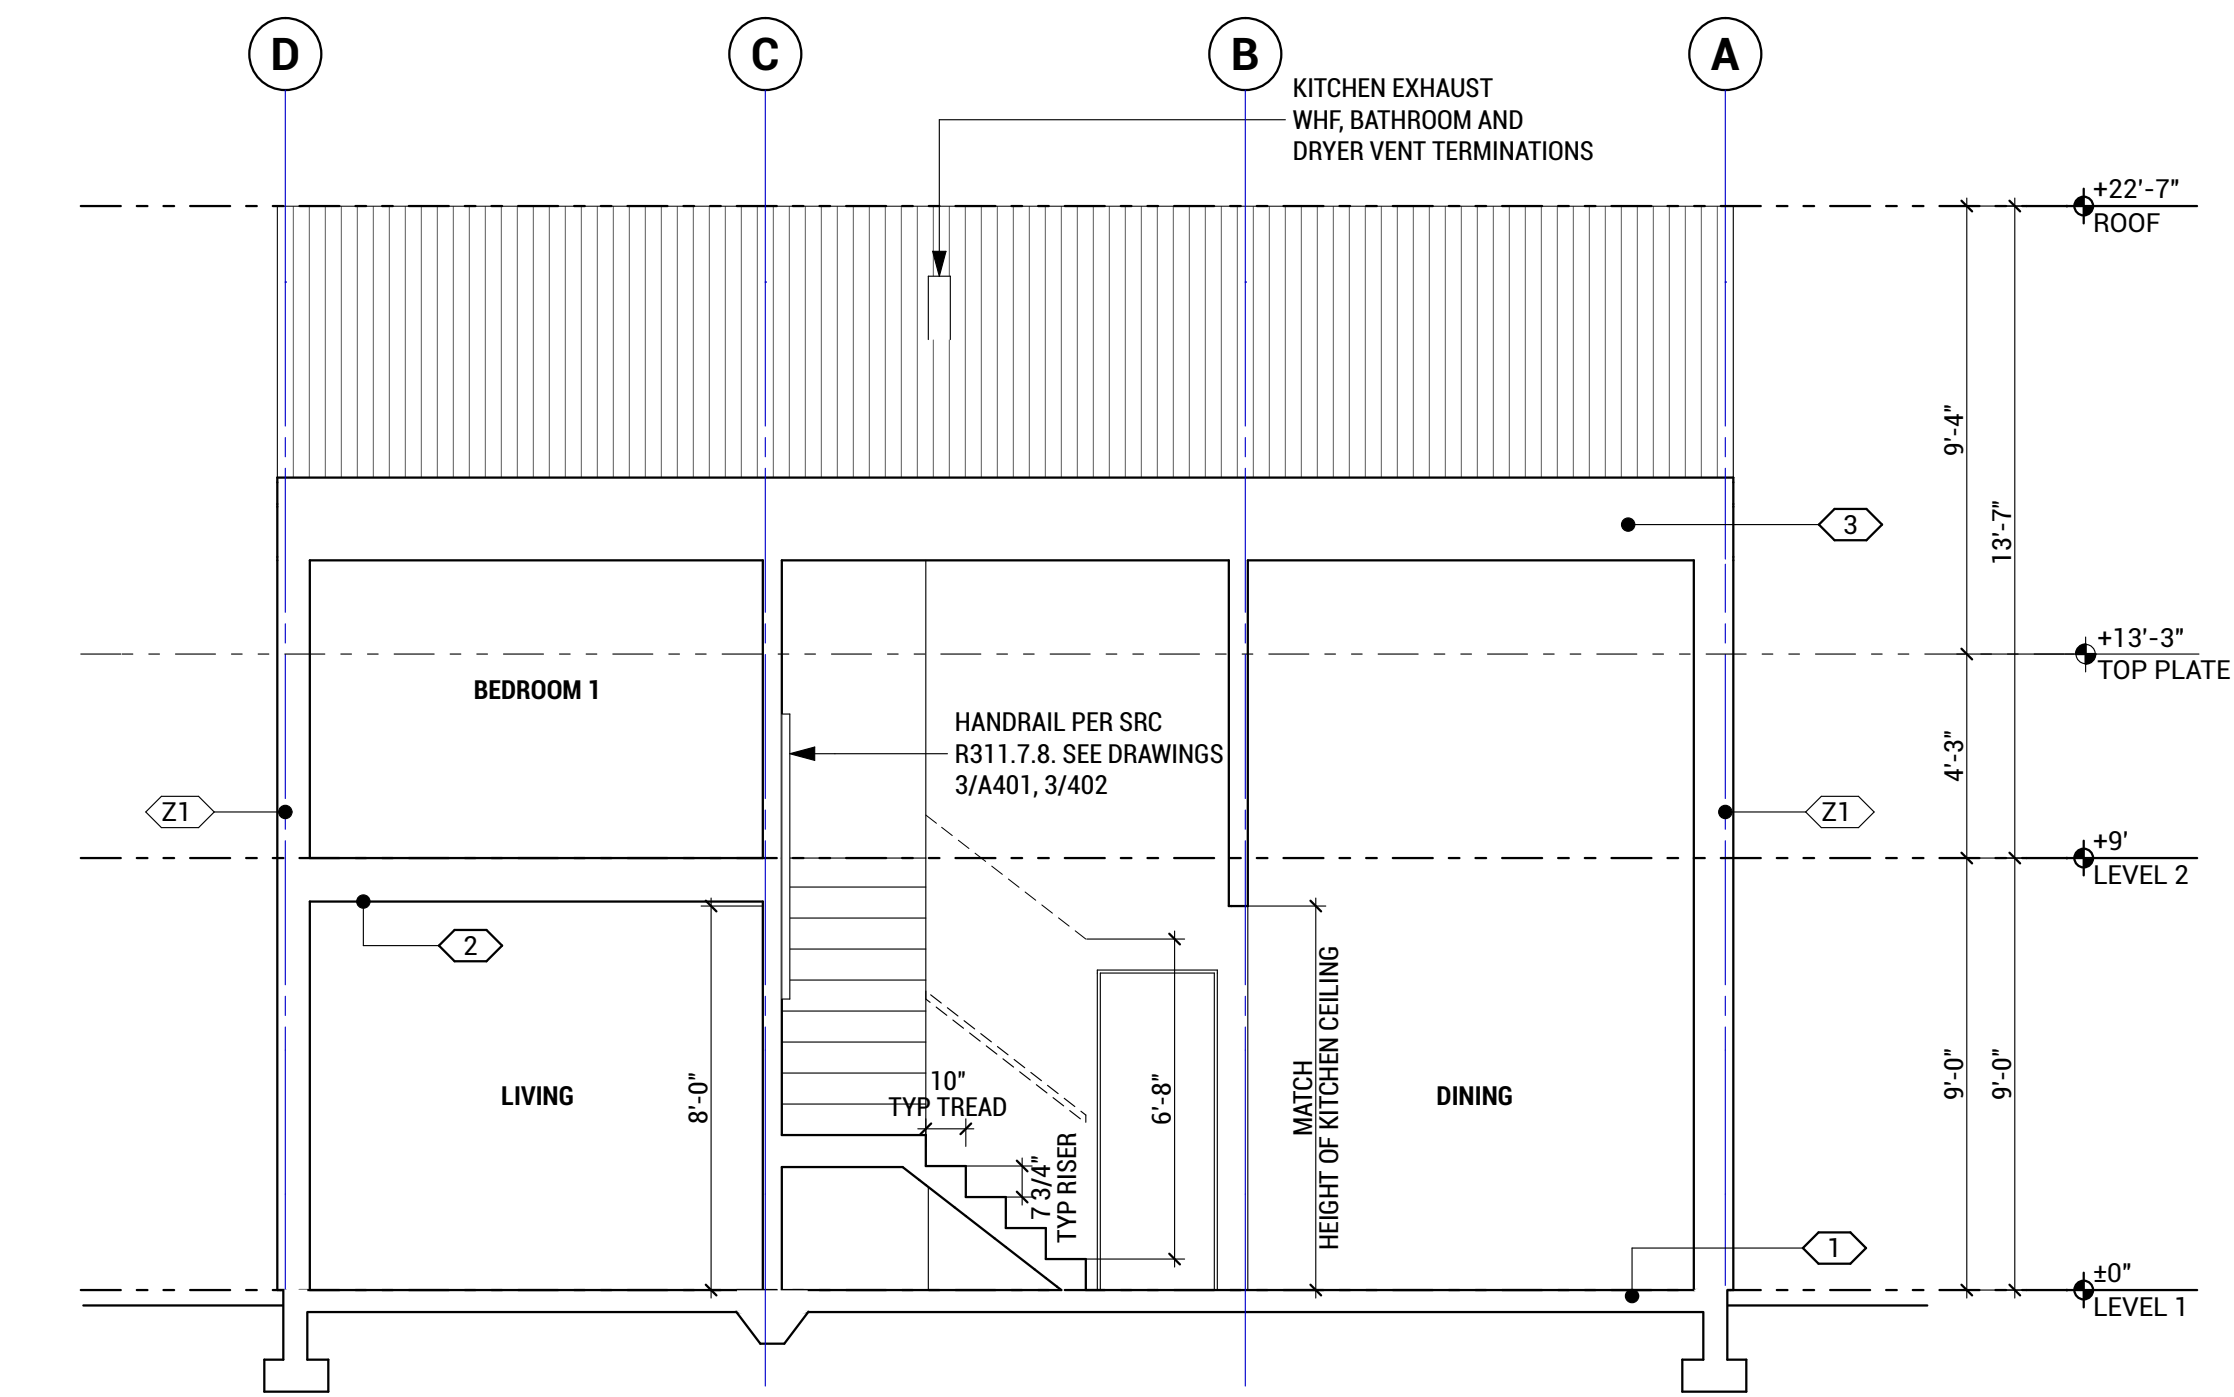 D
C
B
A
KITCHEN EXHAUST
WHF, BATHROOM AND
DRYER VENT TERMINATIONS
+22'-7"
ROOF
9'-4"
13'-7"
3
+13'-3"
TOP PLATE
BEDROOM 1
HANDRAIL PER SRC
R311.7.8. SEE DRAWINGS
3/A401, 3/402
4'-3"
Z1
Z1
+9'
LEVEL 2
2
LIVING
8'-0"
10"
TYP TREAD
7 3/4"
TYP RISER
6'-8"
MATCH
HEIGHT OF KITCHEN CEILING
DINING
9'-0"
9'-0"
1
±0"
LEVEL 1